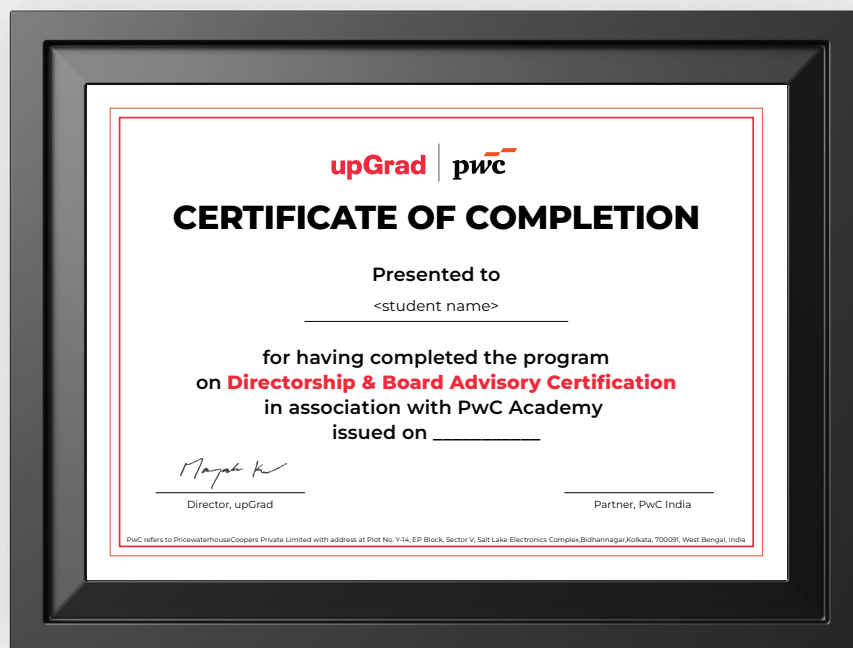 upGrad pwc
CERTIFICATE OF COMPLETION
Presented to
<student name>
for having completed the program
on Directorship & Board Advisory Certification
in association with PwC Academy
issued on ___________
Director, upGrad
Partner, PwC India
PwC refers to PricewaterhouseCoopers Private Limited with address at Plot No. Y-14, EP Block, Sector V, Salt Lake Electronics Complex,Bidhannagar,Kolkata, 700091, West Bengal, India